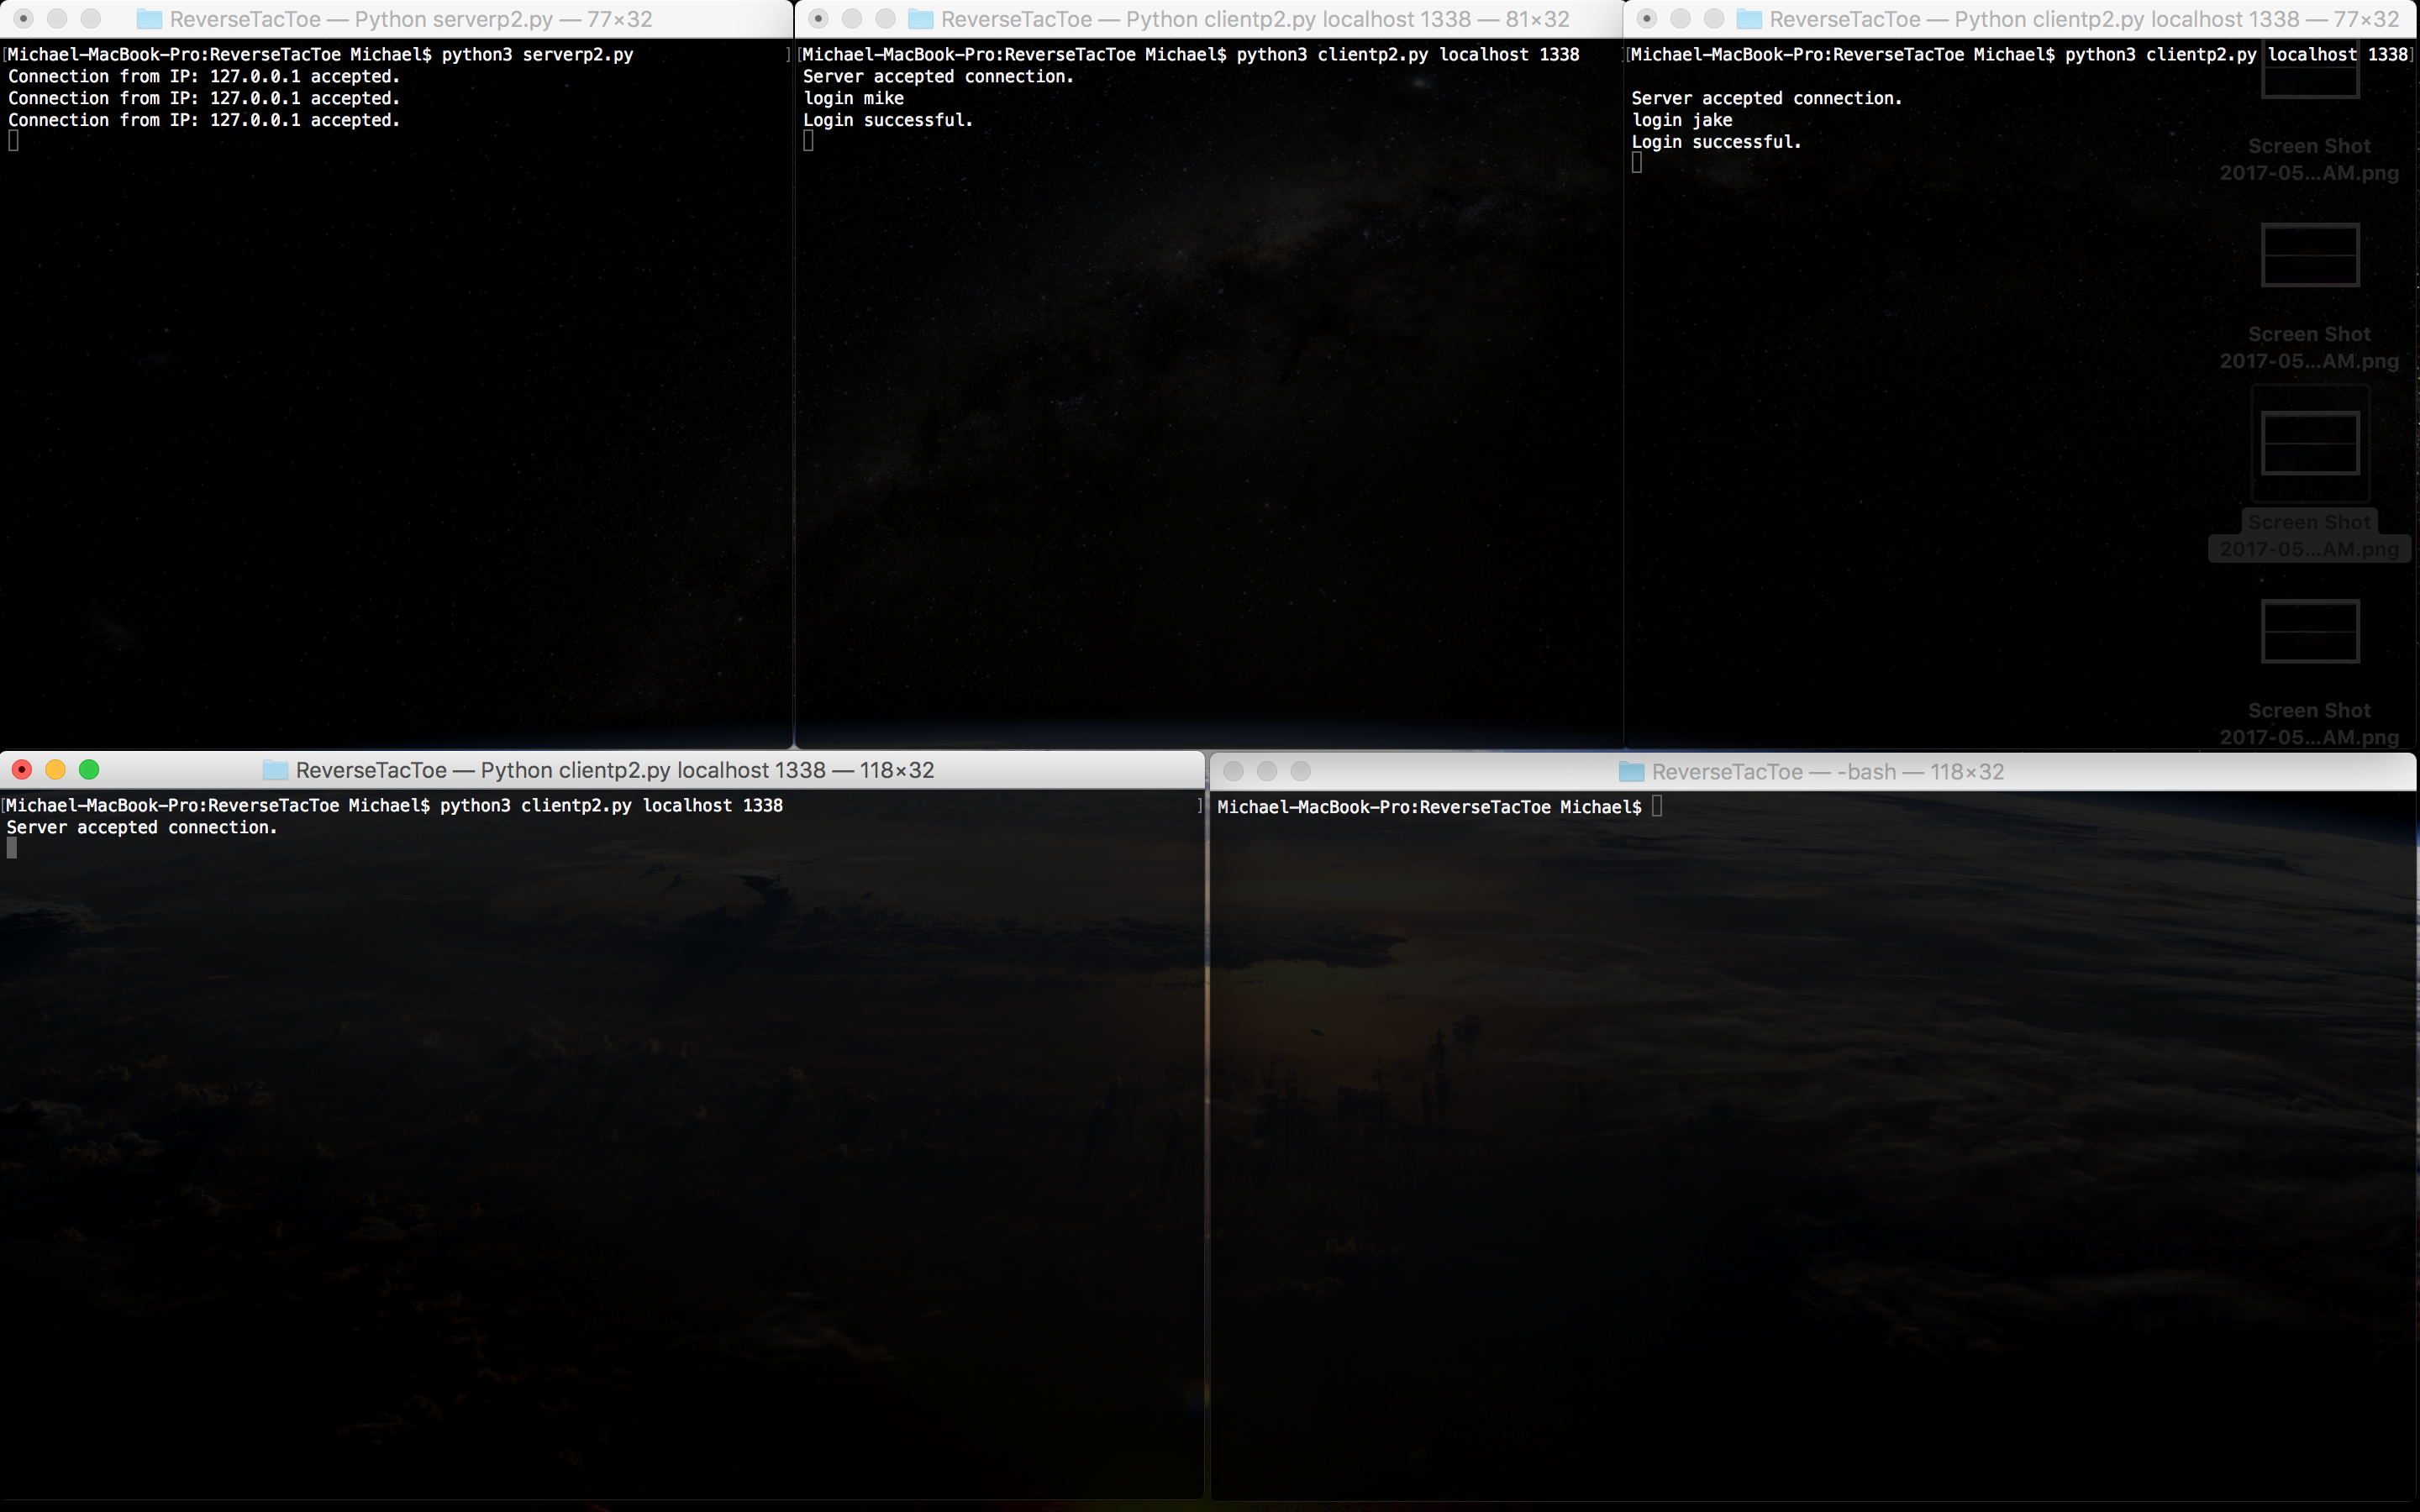 ReverseTacToe — Python serverp2.py — 77×32
[Michael-MacBook-Pro:ReverseTacToe Michael$ python3 serverp2.py ]
Connection from IP: 127.0.0.1 accepted.
Connection from IP: 127.0.0.1 accepted.
Connection from IP: 127.0.0.1 accepted.
ReverseTacToe — Python clientp2.py localhost 1338 — 81×32
[Michael-MacBook-Pro:ReverseTacToe Michael$ python3 clientp2.py localhost 1338 ]
Server accepted connection.
login mike
Login successful.
ReverseTacToe — Python clientp2.py localhost 1338 — 77×32
[Michael-MacBook-Pro:ReverseTacToe Michael$ python3 clientp2.py localhost 1338]
Server accepted connection.
login jake
Login successful.
Screen Shot
2017-05...AM.png
Screen Shot
2017-05...AM.png
Screen Shot
2017-05...AM.png
Screen Shot
2017-05...AM.png
ReverseTacToe — Python clientp2.py localhost 1338 — 118×32
[Michael-MacBook-Pro:ReverseTacToe Michael$ python3 clientp2.py localhost 1338 ]
Server accepted connection.
ReverseTacToe — -bash — 118×32
Michael-MacBook-Pro:ReverseTacToe Michael$